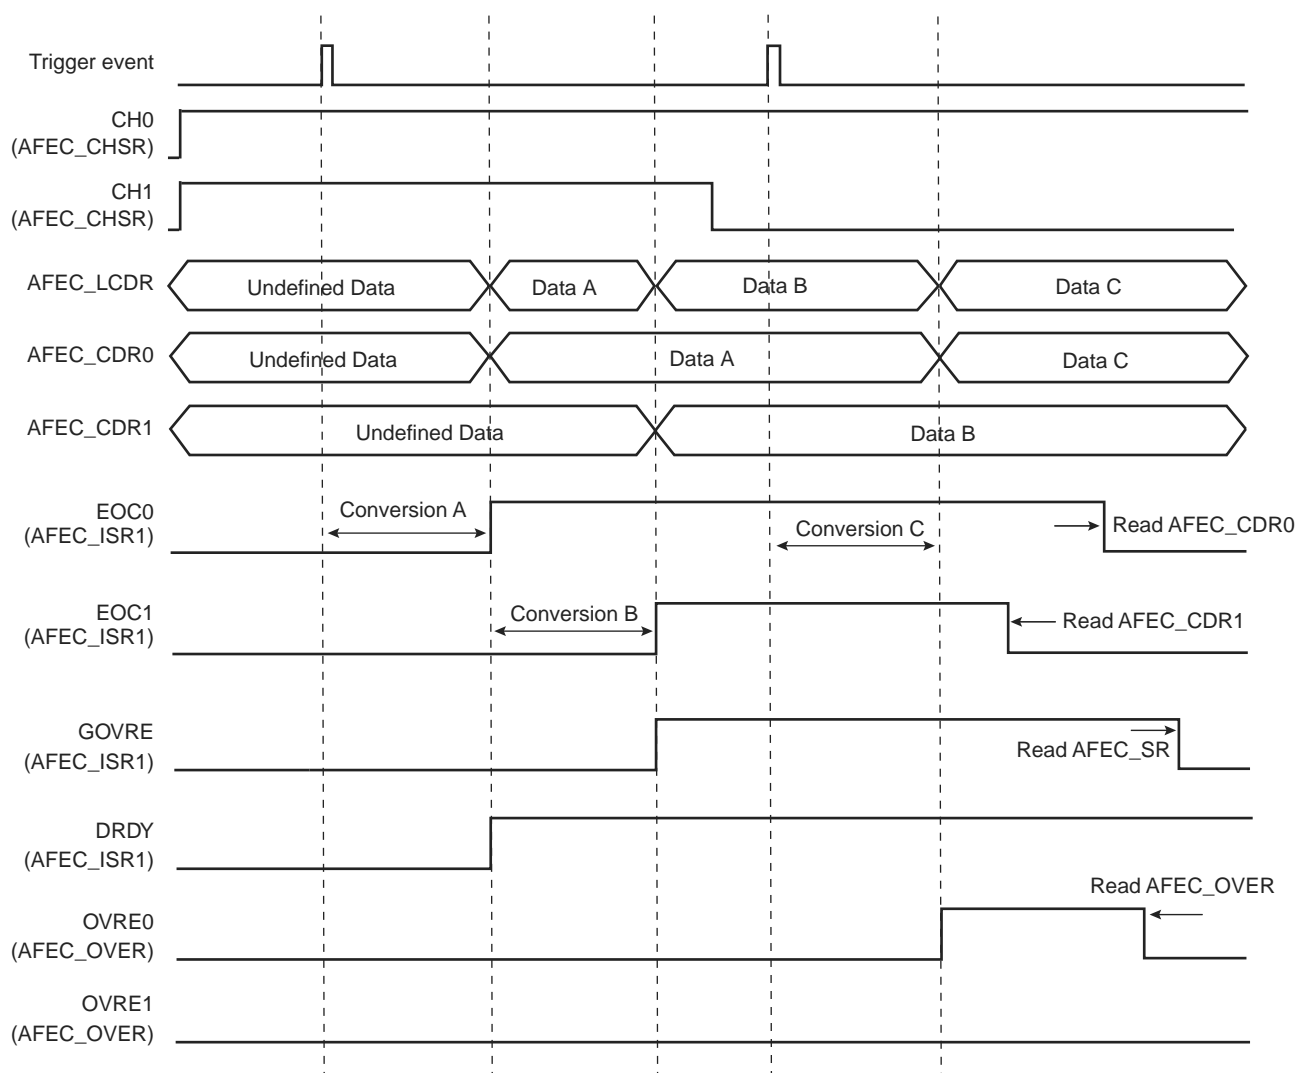 Trigger event
CH0
(AFEC_CHSR)
CH1
(AFEC_CHSR)
AFEC_LCDR
Undefined Data
Data A
Data B
Data C
AFEC_CDR0
Undefined Data
Data A
Data C
AFEC_CDR1
Undefined Data
Data B
EOC0
(AFEC_ISR1)
Conversion A
Conversion C
Read AFEC_CDR0
EOC1
(AFEC_ISR1)
Conversion B
Read AFEC_CDR1
GOVRE
(AFEC_ISR1)
Read AFEC_SR
DRDY
(AFEC_ISR1)
Read AFEC_OVER
OVRE0
(AFEC_OVER)
OVRE1
(AFEC_OVER)